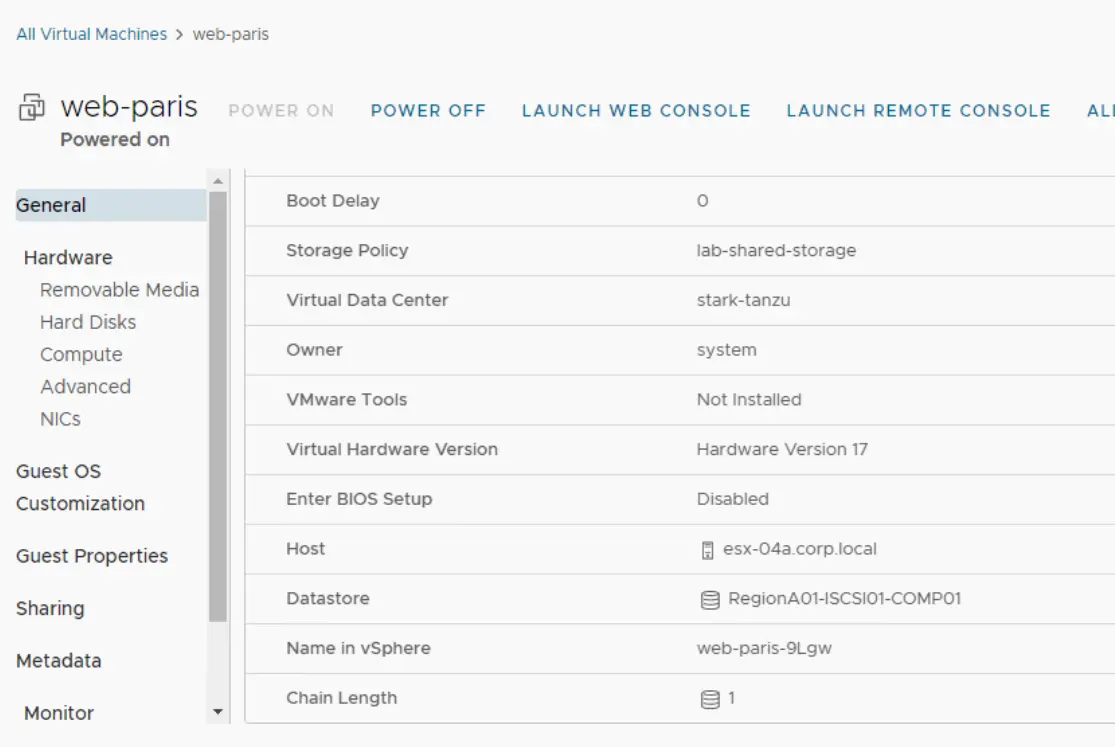 All Virtual Machines > web-paris
web-paris POWER ON POWER OFF LAUNCH WEB CONSOLE LAUNCH REMOTE CONSOLE
Powered on
General
Hardware
Removable Media
Hard Disks
Compute
Advanced
NICs
Guest OS
Customization
Guest Properties
Sharing
Metadata
Monitor
Boot Delay 0
Storage Policy lab-shared-storage
Virtual Data Center stark-tanzu
Owner system
VMware Tools Not Installed
Virtual Hardware Version Hardware Version 17
Enter BIOS Setup Disabled
Host esx-04a.corp.local
Datastore RegionA01-ISCSI01-COMP01
Name in vSphere web-paris-9Lgw
Chain Length 1